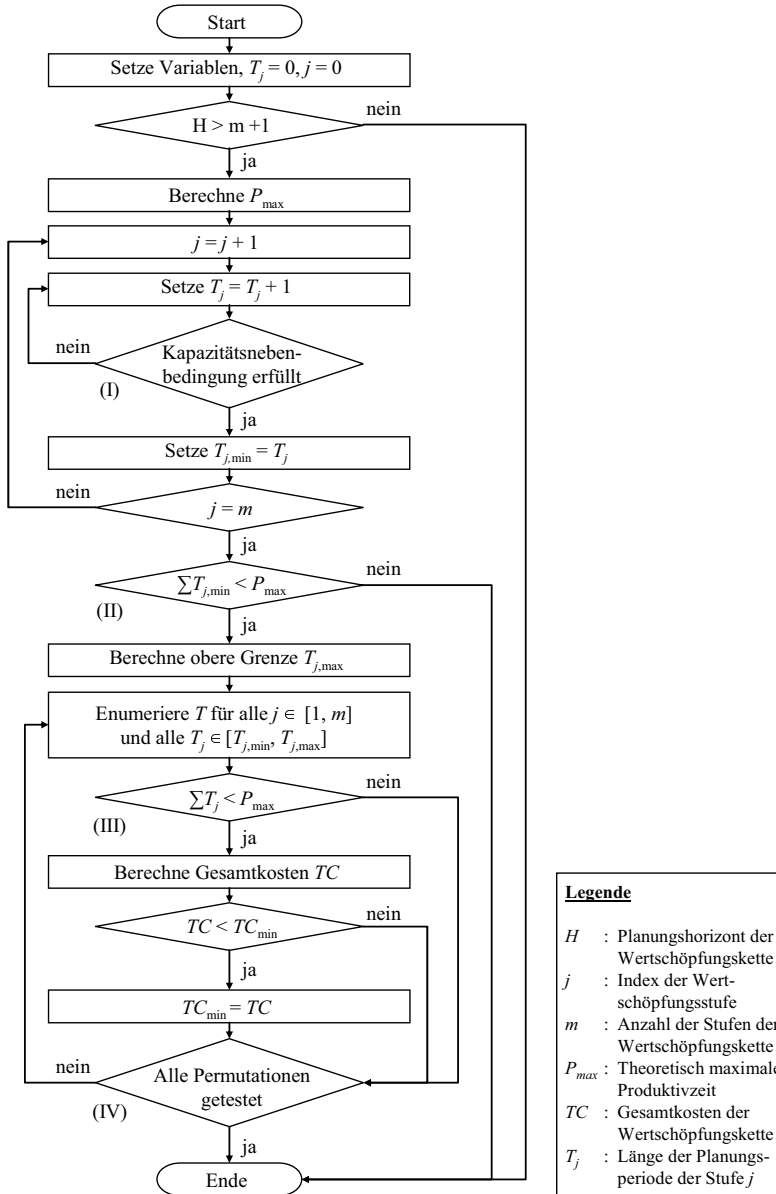 Start
Setze Variablen, T_j = 0, j = 0
nein
H > m +1
ja
Berechne P_max
j = j + 1
Setze T_j = T_j + 1
nein
Kapazitätsneben-
bedingung erfüllt
(I)
ja
Setze T_j,min = T_j
nein
j = m
ja
nein
∑T_j,min < P_max
(II)
ja
Berechne obere Grenze T_j,max
Enumeriere T für alle j ∈ [1, m]
und alle T_j ∈ [T_j,min, T_j,max]
nein
∑T_j < P_max
(III)
ja
Berechne Gesamtkosten TC
nein
TC < TC_min
ja
TC_min = TC
nein
Alle Permutationen
getestet
(IV)
ja
Ende
Legende
H : Planungshorizont der
Wertschöpfungskette
j : Index der Wert-
schöpfungsstufe
m : Anzahl der Stufen der
Wertschöpfungskette
P_max : Theoretisch maximale
Produktivzeit
TC : Gesamtkosten der
Wertschöpfungskette
T_j : Länge der Planungs-
periode der Stufe j